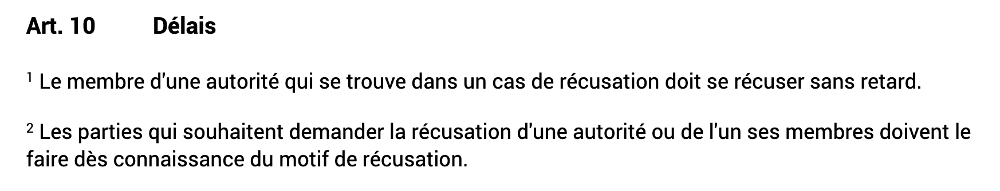 Art. 10 Délais
¹ Le membre d'une autorité qui se trouve dans un cas de récusation doit se récuser sans retard.
² Les parties qui souhaitent demander la récusation d'une autorité ou de l'un ses membres doivent le
faire dès connaissance du motif de récusation.